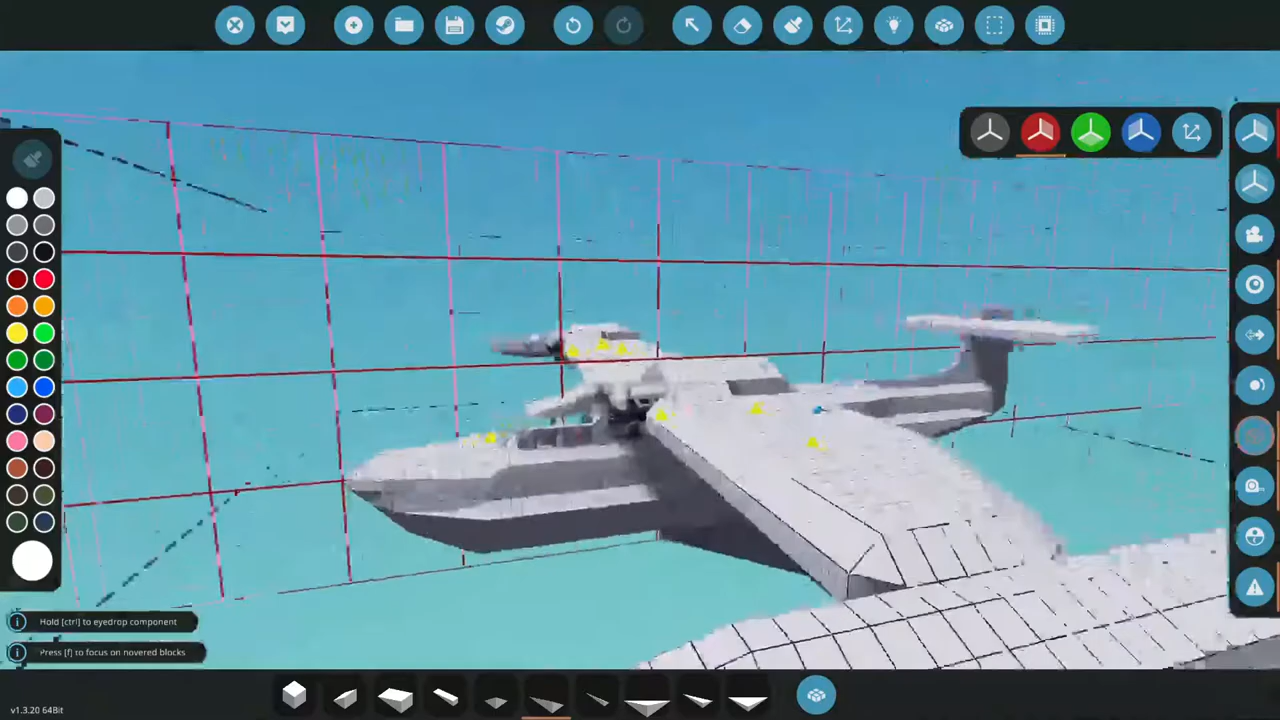 Hold [ctrl] to eyedrop component
Press [f] to focus on hovered blocks
v1.3.20 64Bit